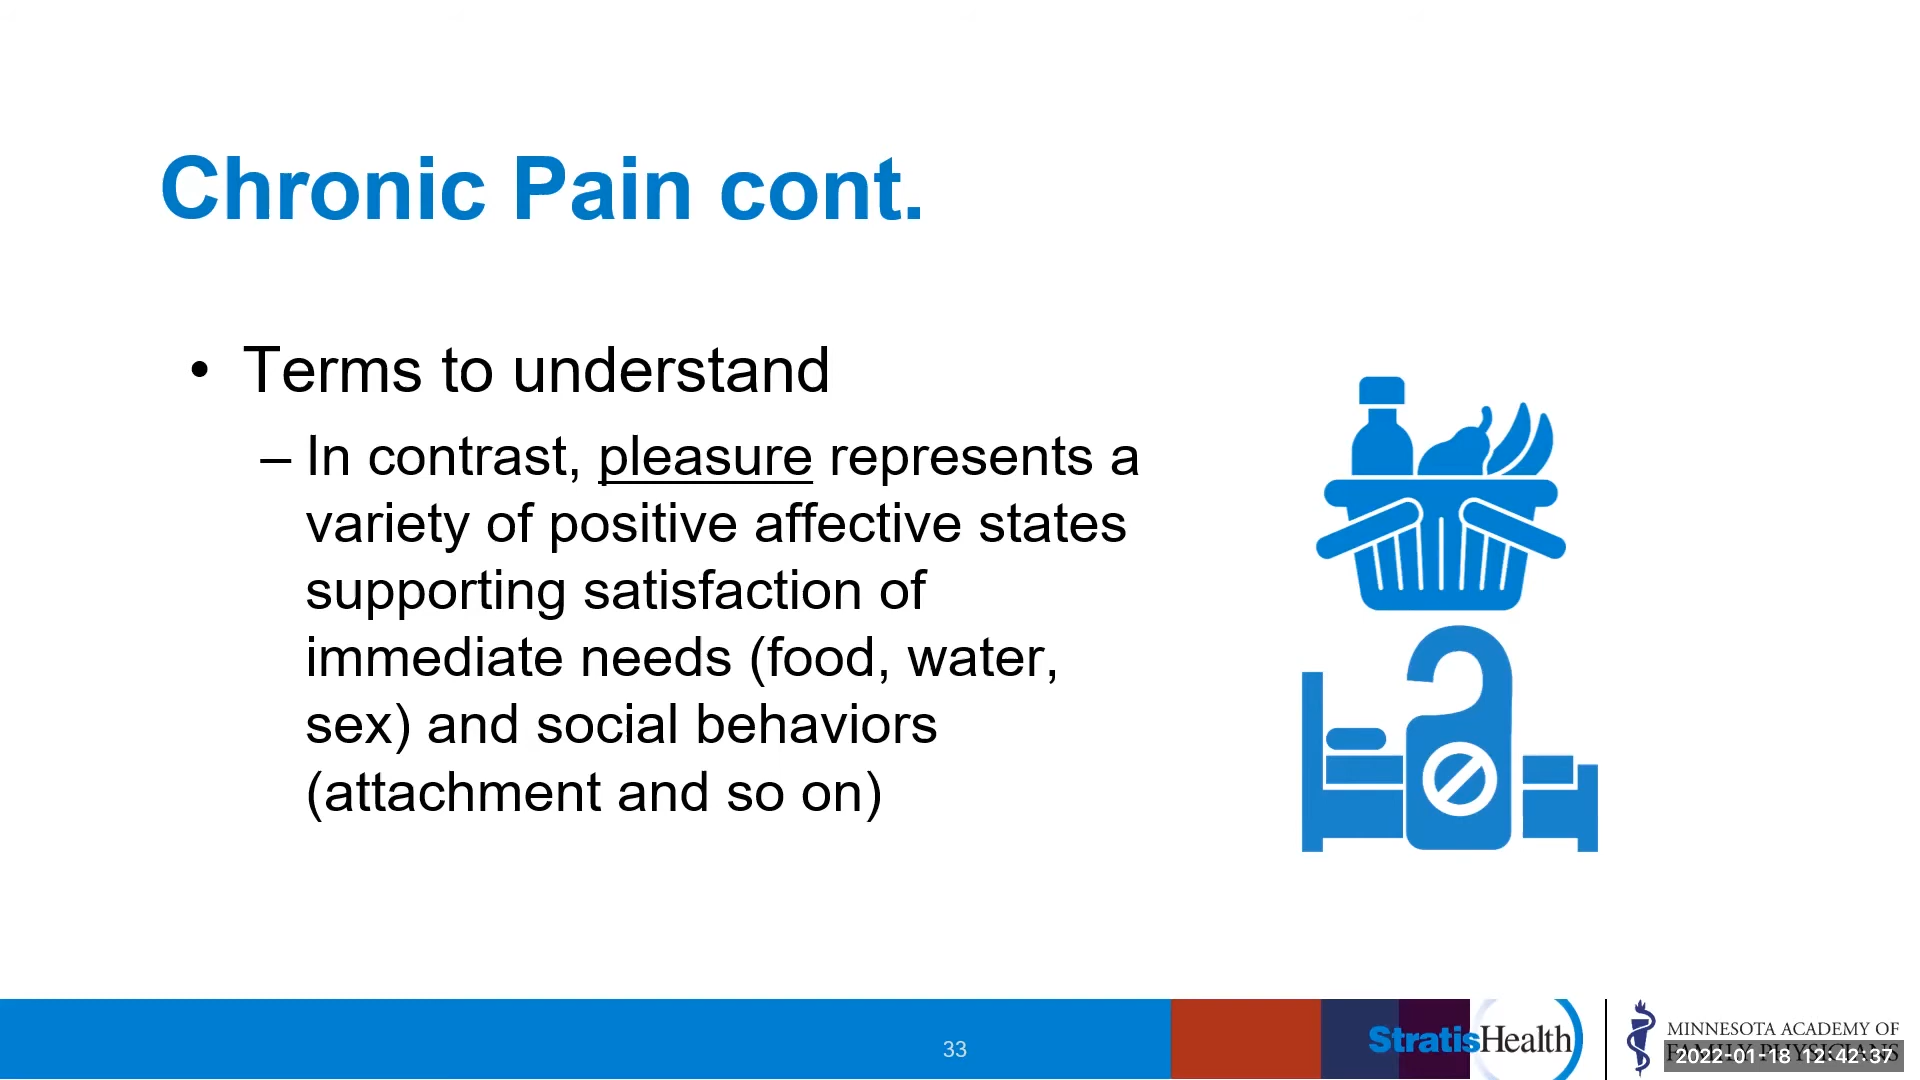 Chronic Pain cont.
• Terms to understand
– In contrast, pleasure represents a
variety of positive affective states
supporting satisfaction of
immediate needs (food, water,
sex) and social behaviors
(attachment and so on)
33
StratisHealth
MINNESOTA ACADEMY OF
FAMILY PHYSICIANS
2022-01-18 12:42:37